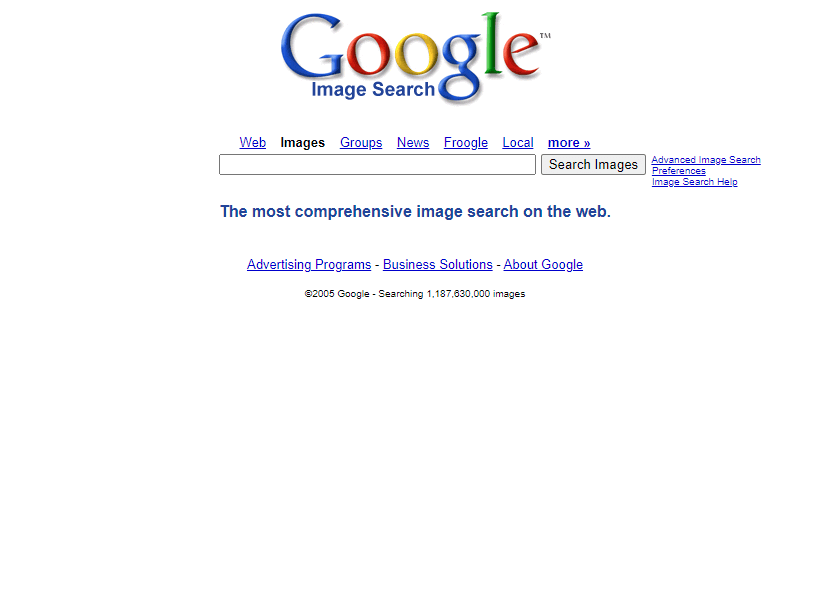 Google™
Image Search
Web Images Groups News Froogle Local more »
Search Images
Advanced Image Search
Preferences
Image Search Help
The most comprehensive image search on the web.
Advertising Programs - Business Solutions - About Google
©2005 Google - Searching 1,187,630,000 images